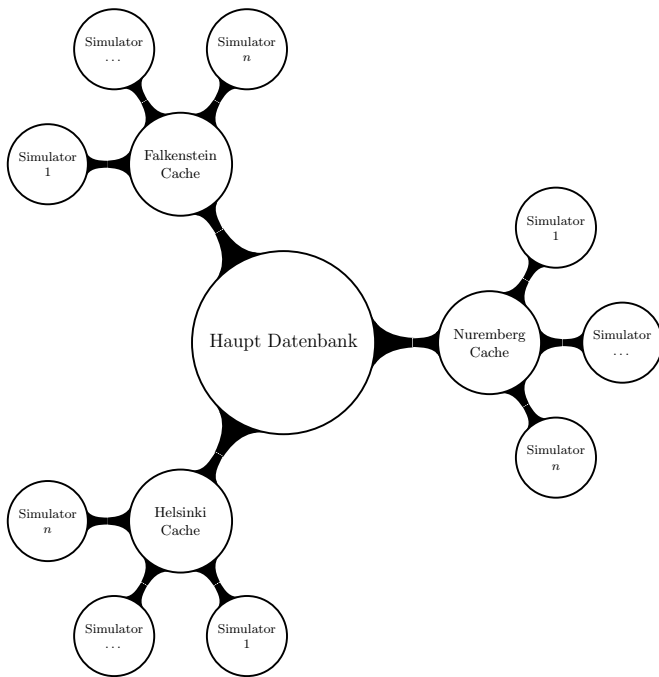 Simulator
…
Simulator
n
Simulator
1
Falkenstein
Cache
Simulator
1
Haupt Datenbank
Nuremberg
Cache
Simulator
…
Simulator
n
Simulator
n
Helsinki
Cache
Simulator
…
Simulator
1